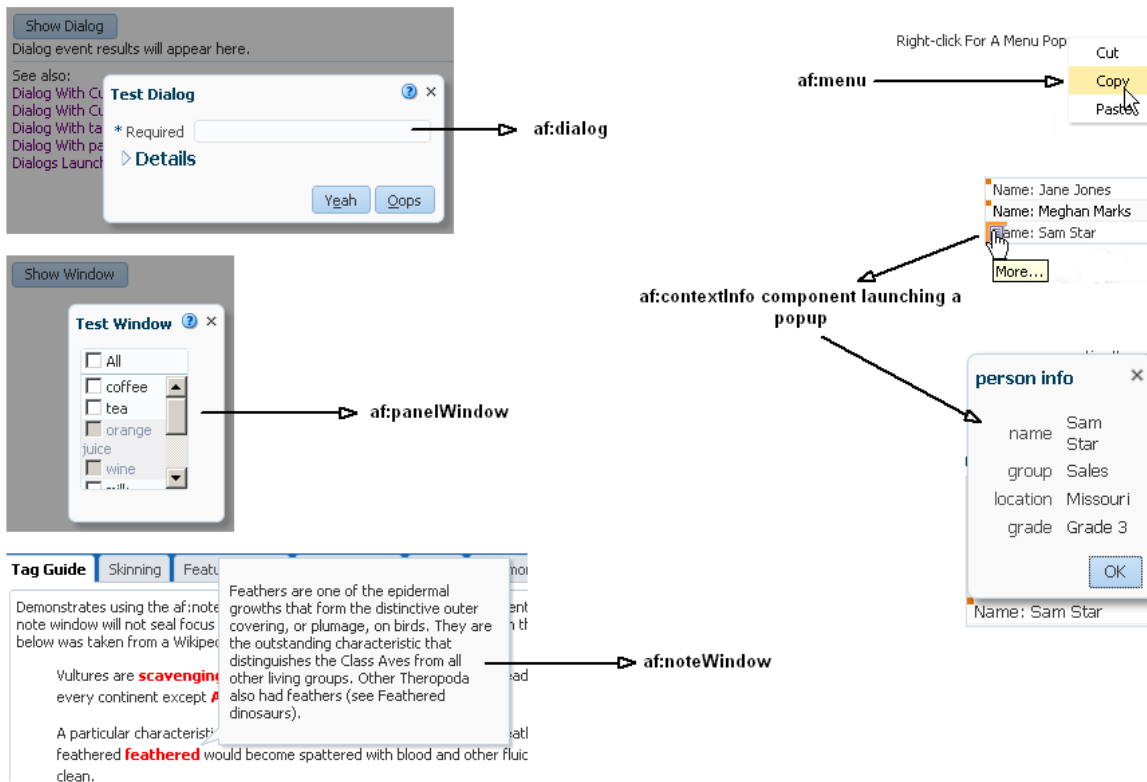 Show Dialog
Dialog event results will appear here.
See also:
Dialog With Cu
Dialog With Cu
Dialog With ta
Dialog With pa
Dialogs Launch
Test Dialog
* Required
Details
Yeah
Oops
af:dialog
Right-click For A Menu Pop
af:menu
Cut
Copy
Paste
Name: Jane Jones
Name: Meghan Marks
Name: Sam Star
More...
af:contextInfo component launching a
popup
person info
name Sam
Star
group Sales
location Missouri
grade Grade 3
OK
Name: Sam Star
Show Window
Test Window
All
coffee
tea
orange
juice
wine
milk
af:panelWindow
Tag Guide
Skinning
Featu
Demonstrates using the af:note
note window will not seal focus
below was taken from a Wikiped
Vultures are scavenging
every continent except
A particular characteristi
feathered feathered would become spattered with blood and other fluid
clean.
Feathers are one of the epidermal
growths that form the distinctive outer
covering, or plumage, on birds. They are
the outstanding characteristic that
distinguishes the Class Aves from all
other living groups. Other Theropoda
also had feathers (see Feathered
dinosaurs).
af:noteWindow